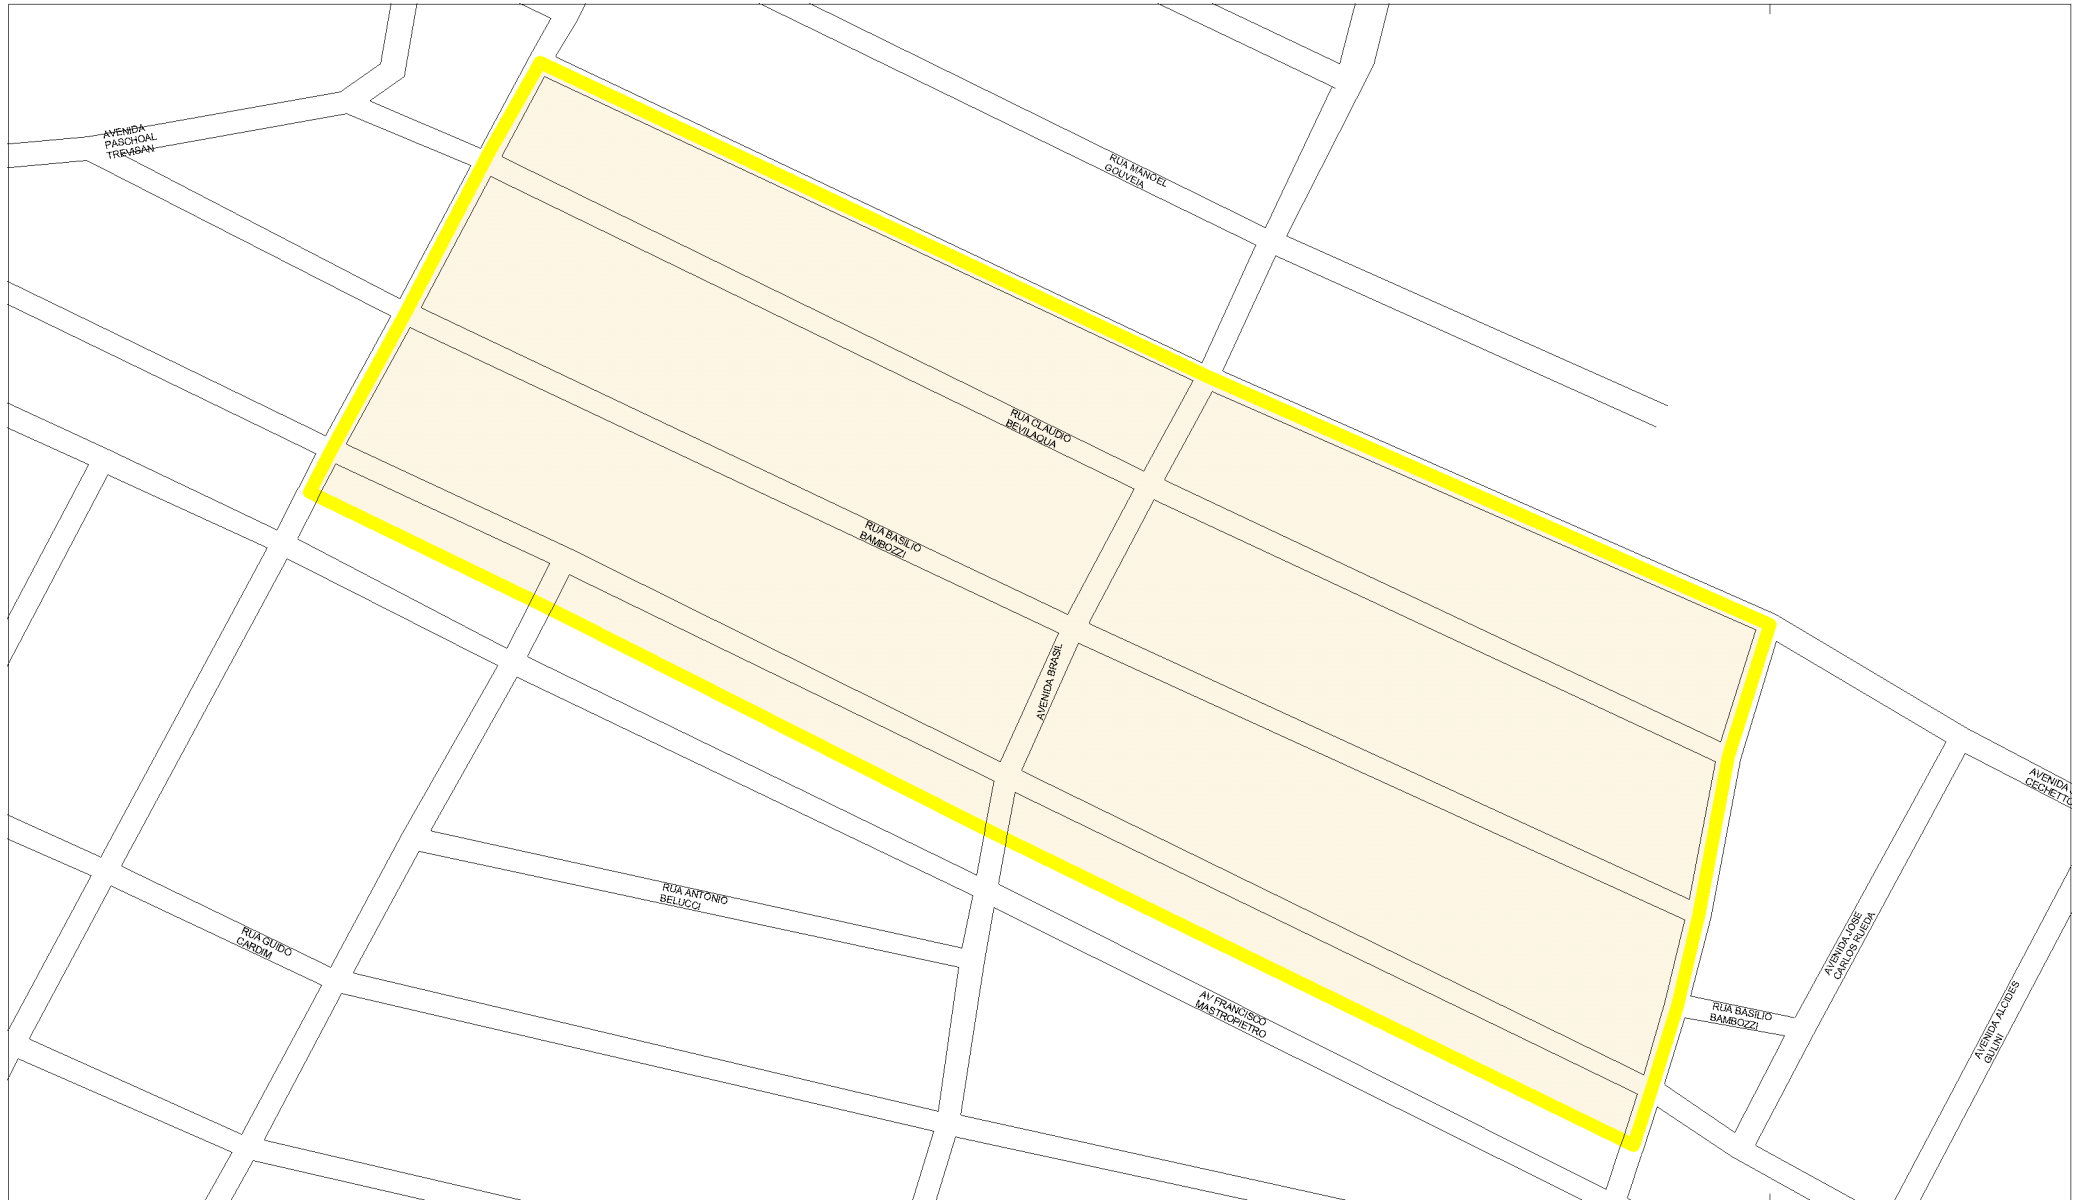 AVENIDA
PASCHOAL
TREVISAN
RUA MANOEL
GOUVEIA
RUA CLAUDIO
BEVILAQUA
RUA BASILIO
BAMBOZZI
AVENIDA BRASIL
AVENIDA
CECHETTO
RUA ANTONIO
BELUCCI
RUA GUIDO
CARDIM
AVENIDA JOSE
CARLOS RUEDA
AV FRANCISCO
MASTROPIETRO
RUA BASILIO
BAMBOZZI
AVENIDA ALCIDES
GULINI